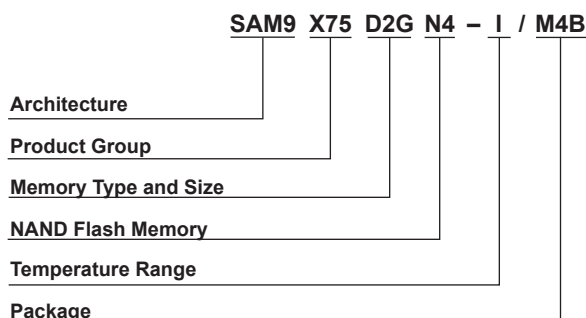 SAM9 X75 D2G N4 – I / M4B
Architecture
Product Group
Memory Type and Size
NAND Flash Memory
Temperature Range
Package